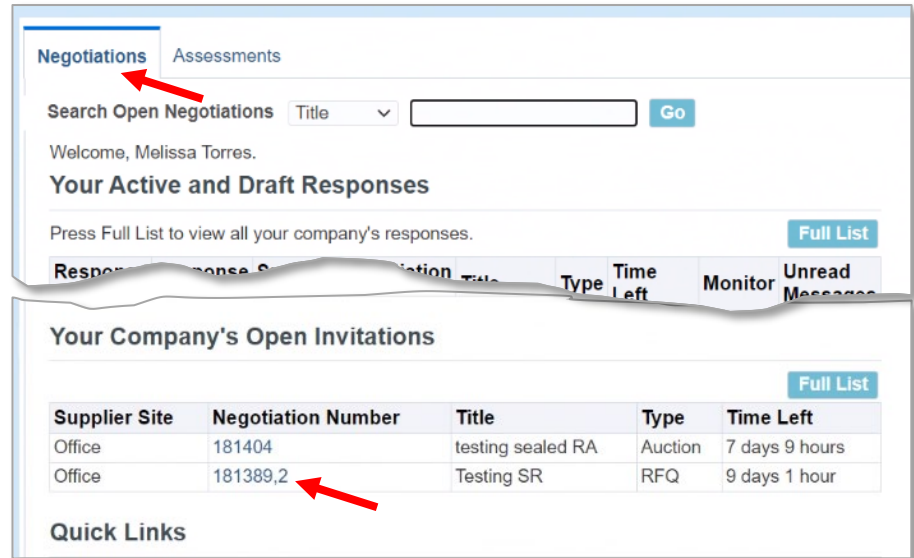 Negotiations Assessments
Search Open Negotiations Title Go
Welcome, Melissa Torres.
Your Active and Draft Responses
Press Full List to view all your company's responses. Full List
Title Type Time Left Monitor Unread Messages
Your Company's Open Invitations
Full List
Supplier Site Negotiation Number Title Type Time Left
Office 181404 testing sealed RA Auction 7 days 9 hours
Office 181389,2 Testing SR RFQ 9 days 1 hour
Quick Links